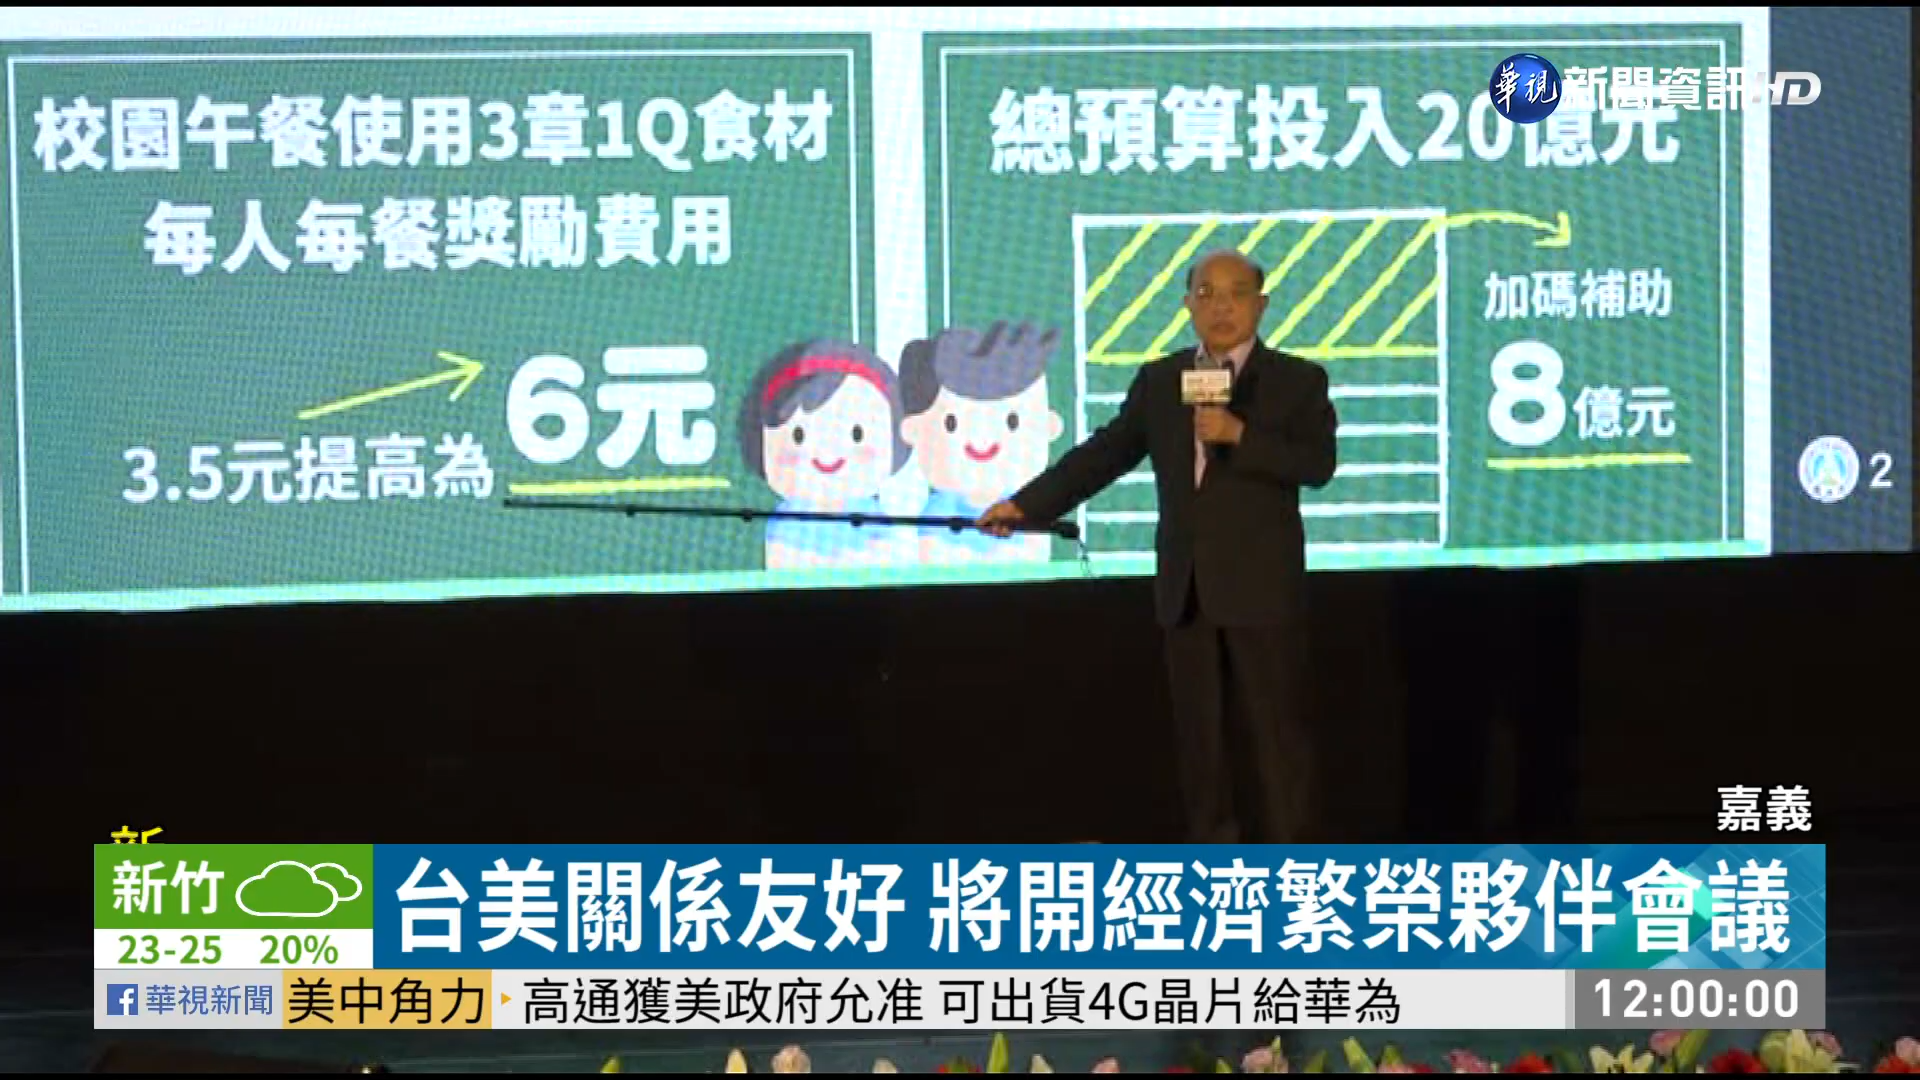 華視 新聞資訊HD
校園午餐使用3章1Q食材
每人每餐獎勵費用
3.5元提高為
6元
總預算投入20億元
加碼補助
8億元
2
嘉義
新竹
23-25 20%
台美關係友好 將開經濟繁榮夥伴會議
華視新聞
美中角力
高通獲美政府允准 可出貨4G晶片給華為
12:00:00